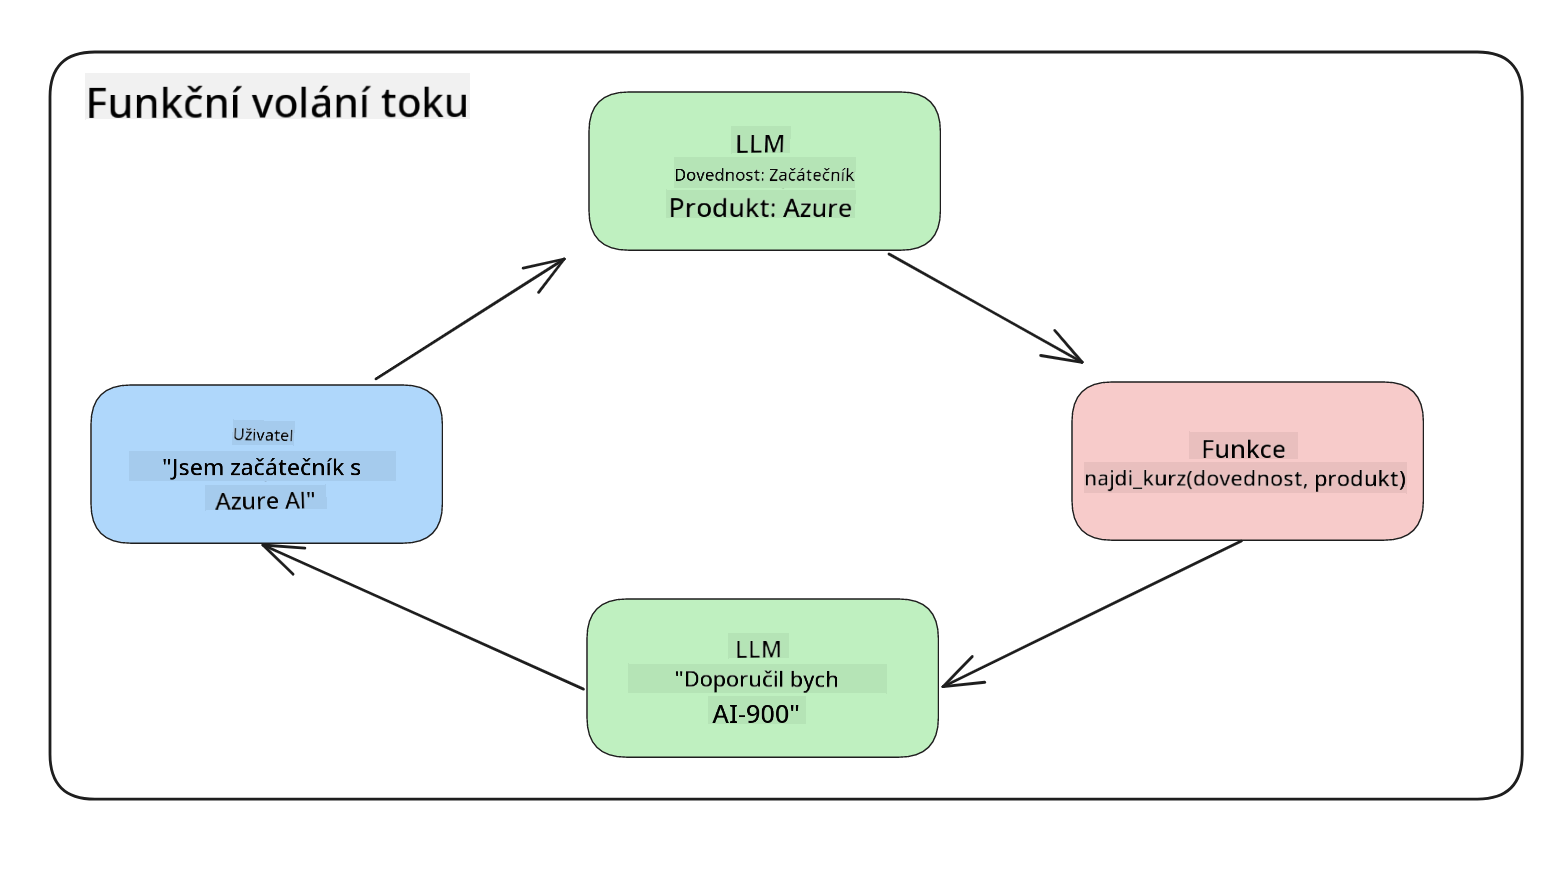 Funkční volání toku
LLM
Dovednost: Začátečník
Produkt: Azure
Uživatel
"Jsem začátečník s
Azure AI"
Funkce
najdi_kurz(dovednost, produkt)
LLM
"Doporučil bych
AI-900"